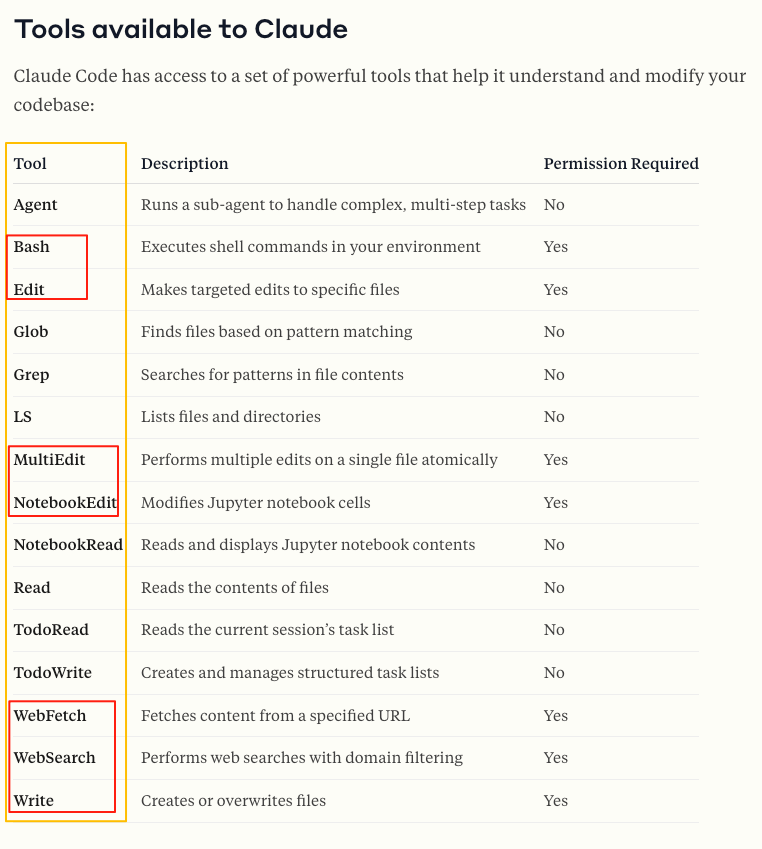 Tools available to Claude
Claude Code has access to a set of powerful tools that help it understand and modify your
codebase:
Tool Description Permission Required
Agent Runs a sub-agent to handle complex, multi-step tasks No
Bash Executes shell commands in your environment Yes
Edit Makes targeted edits to specific files Yes
Glob Finds files based on pattern matching No
Grep Searches for patterns in file contents No
LS Lists files and directories No
MultiEdit Performs multiple edits on a single file atomically Yes
NotebookEdit Modifies Jupyter notebook cells Yes
NotebookRead Reads and displays Jupyter notebook contents No
Read Reads the contents of files No
TodoRead Reads the current session’s task list No
TodoWrite Creates and manages structured task lists No
WebFetch Fetches content from a specified URL Yes
WebSearch Performs web searches with domain filtering Yes
Write Creates or overwrites files Yes